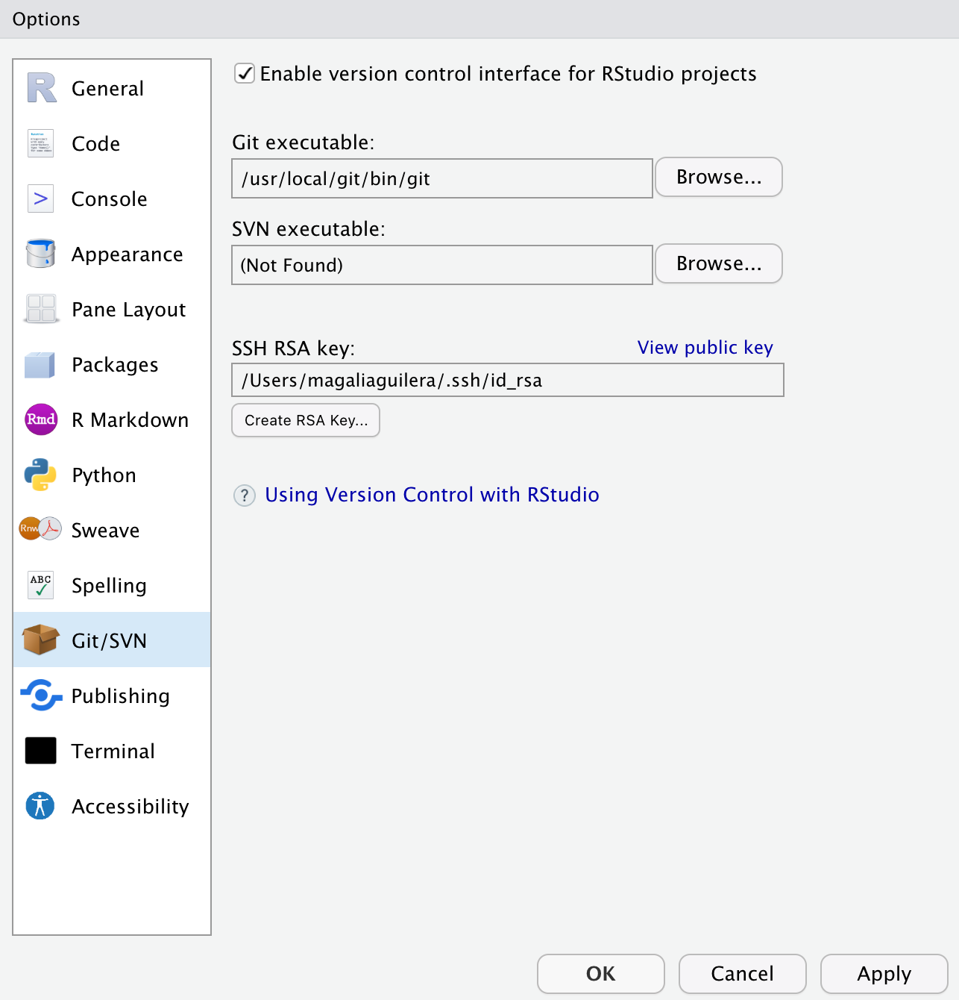 Options
General
Code
>
Console
Appearance
Pane Layout
Packages
Rmd
R Markdown
Python
Rnw
Sweave
ABC
Spelling
Git/SVN
Publishing
Terminal
Accessibility
Enable version control interface for RStudio projects
Git executable:
/usr/local/git/bin/git
Browse...
SVN executable:
(Not Found)
Browse...
SSH RSA key:
View public key
/Users/magaliaguilera/.ssh/id_rsa
Create RSA Key...
? Using Version Control with RStudio
OK
Cancel
Apply